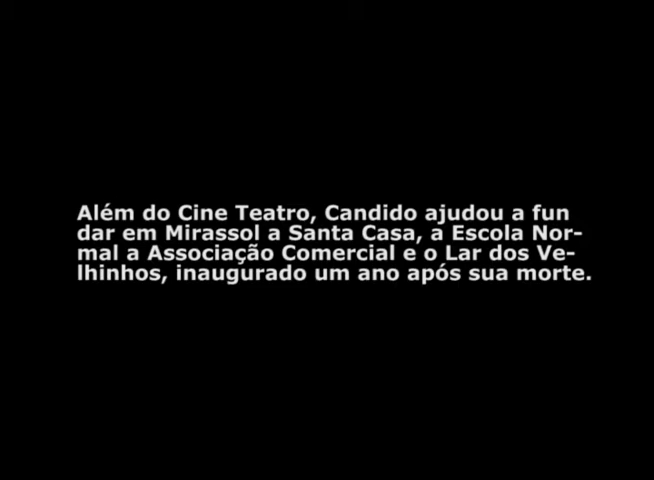 Além do Cine Teatro, Candido ajudou a fun
dar em Mirassol a Santa Casa, a Escola Nor-
mal a Associação Comercial e o Lar dos Ve-
lhinhos, inaugurado um ano após sua morte.